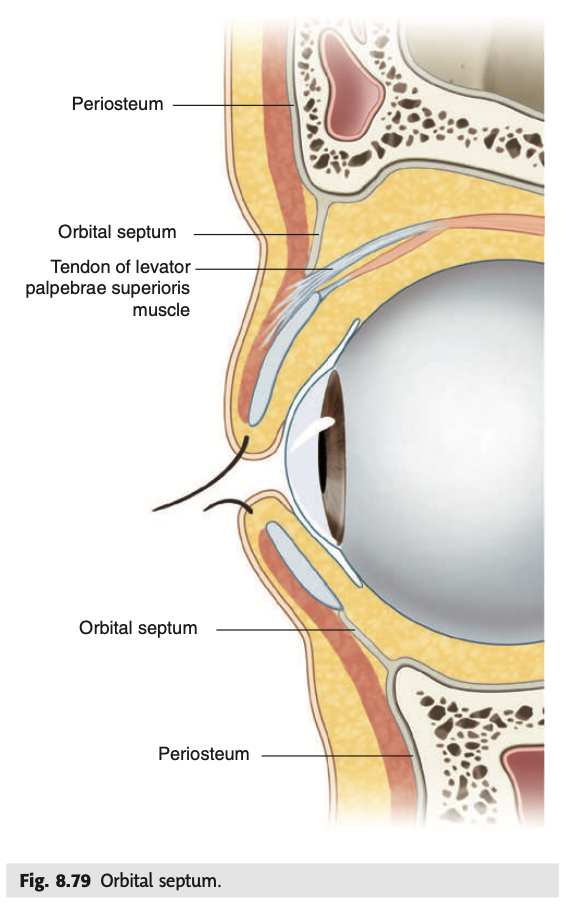 Periosteum
Orbital septum
Tendon of levator
palpebrae superioris
muscle
Orbital septum
Periosteum
Fig. 8.79 Orbital septum.